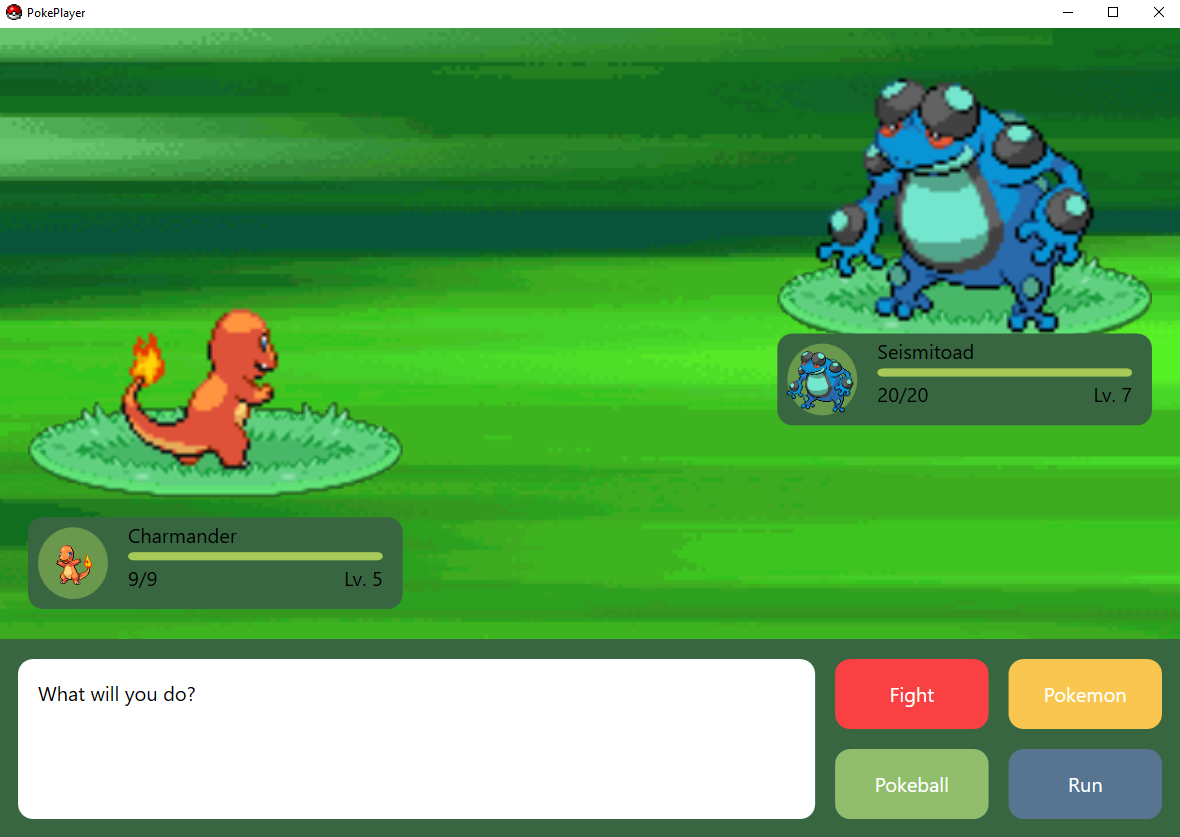 PokePlayer
Seismitoad
20/20 Lv. 7
Charmander
9/9 Lv. 5
What will you do?
Fight
Pokemon
Pokeball
Run